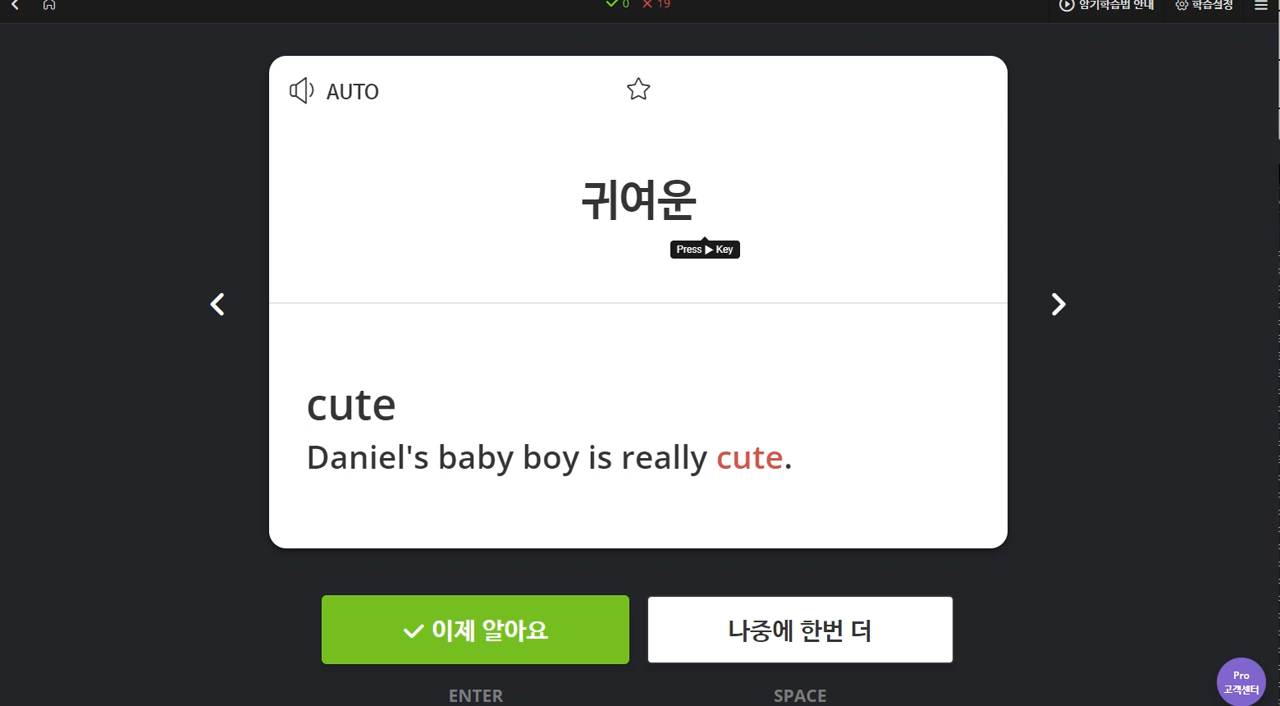 0 19 암기학습법 안내 학습설정
AUTO
귀여운
Press ▶ Key
cute
Daniel's baby boy is really cute.
이제 알아요 나중에 한번 더
ENTER SPACE
Pro
고객센터